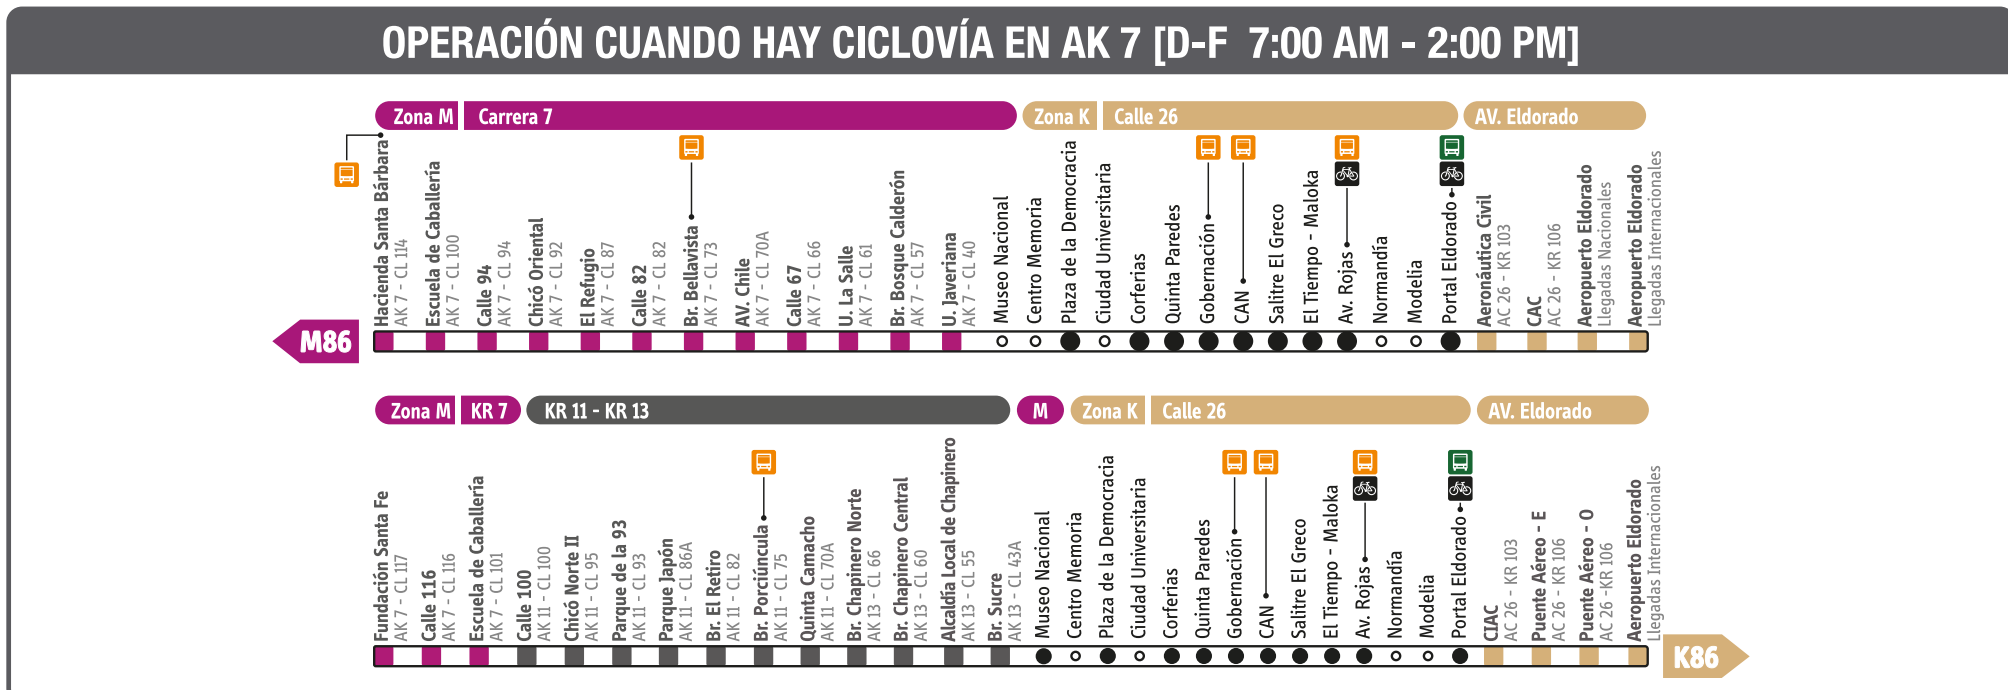 OPERACIÓN CUANDO HAY CICLOVÍA EN AK 7 [D-F 7:00 AM - 2:00 PM]
Zona M
Carrera 7
Zona K
Calle 26
AV. Eldorado
Hacienda Santa Bárbara
AK 7 - CL 114
Escuela de Caballería
AK 7 - CL 100
Calle 94
AK 7 - CL 94
Chicó Oriental
AK 7 - CL 92
El Refugio
AK 7 - CL 87
Calle 82
AK 7 - CL 82
Br. Bellavista
AK 7 - CL 73
AV. Chile
AK 7 - CL 70A
Calle 67
AK 7 - CL 66
U. La Salle
AK 7 - CL 61
Br. Bosque Calderón
AK 7 - CL 57
U. Javeriana
AK 7 - CL 40
Museo Nacional
Centro Memoria
Plaza de la Democracia
Ciudad Universitaria
Corferias
Quinta Paredes
Gobernación
CAN
Salitre El Greco
El Tiempo - Maloka
Av. Rojas
Normandía
Modelia
Portal Eldorado
Aeronáutica Civil
AC 26 - KR 103
CAC
AC 26 - KR 106
Aeropuerto Eldorado
Llegadas Nacionales
Aeropuerto Eldorado
Llegadas Internacionales
M86
Zona M
KR 7
KR 11 - KR 13
M
Zona K
Calle 26
AV. Eldorado
Fundación Santa Fe
AK 7 - CL 117
Calle 116
AK 7 - CL 116
Escuela de Caballería
AK 7 - CL 101
Calle 100
AK 11 - CL 100
Chicó Norte II
AK 11 - CL 95
Parque de la 93
AK 11 - CL 93
Parque Japón
AK 11 - CL 86A
Br. El Retiro
AK 11 - CL 82
Br. Porciúncula
AK 11 - CL 75
Quinta Camacho
AK 11 - CL 70A
Br. Chapinero Norte
AK 13 - CL 66
Br. Chapinero Central
AK 13 - CL 60
Alcaldía Local de Chapinero
AK 13 - CL 55
Br. Sucre
AK 13 - CL 43A
Museo Nacional
Centro Memoria
Plaza de la Democracia
Ciudad Universitaria
Corferias
Quinta Paredes
Gobernación
CAN
Salitre El Greco
El Tiempo - Maloka
Av. Rojas
Normandía
Modelia
Portal Eldorado
CIAC
AC 26 - KR 103
Puente Aéreo - E
AC 26 - KR 106
Puente Aéreo - O
AC 26 -KR 106
Aeropuerto Eldorado
Llegadas Internacionales
K86